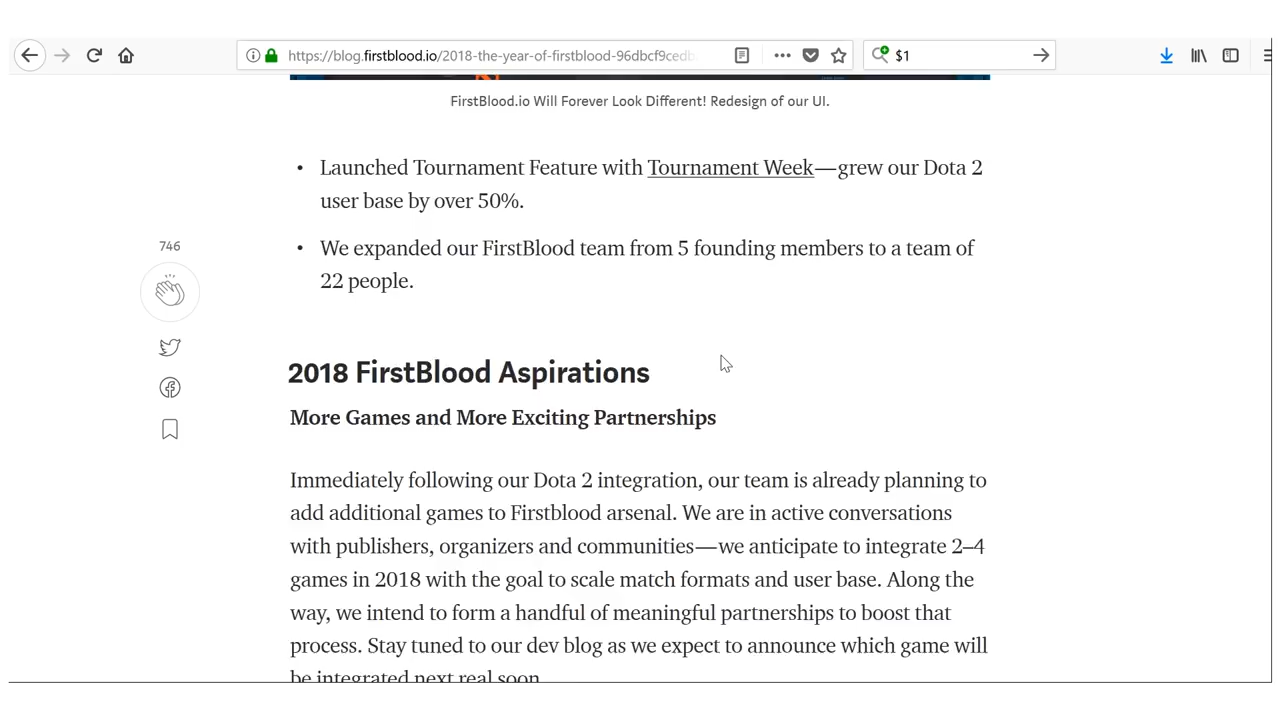 https://blog.firstblood.io/2018-the-year-of-firstblood-96dbcf9cedb
$1
FirstBlood.io Will Forever Look Different! Redesign of our UI.
• Launched Tournament Feature with Tournament Week—grew our Dota 2
user base by over 50%.
746
• We expanded our FirstBlood team from 5 founding members to a team of
22 people.
2018 FirstBlood Aspirations
More Games and More Exciting Partnerships
Immediately following our Dota 2 integration, our team is already planning to
add additional games to Firstblood arsenal. We are in active conversations
with publishers, organizers and communities—we anticipate to integrate 2–4
games in 2018 with the goal to scale match formats and user base. Along the
way, we intend to form a handful of meaningful partnerships to boost that
process. Stay tuned to our dev blog as we expect to announce which game will
be integrated next real soon.